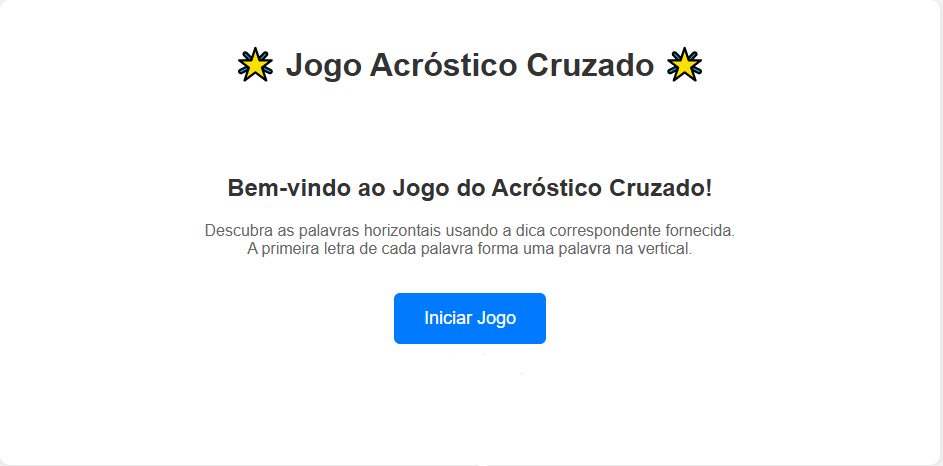 Jogo Acróstico Cruzado
Bem-vindo ao Jogo do Acróstico Cruzado!
Descubra as palavras horizontais usando a dica correspondente fornecida.
A primeira letra de cada palavra forma uma palavra na vertical.
Iniciar Jogo